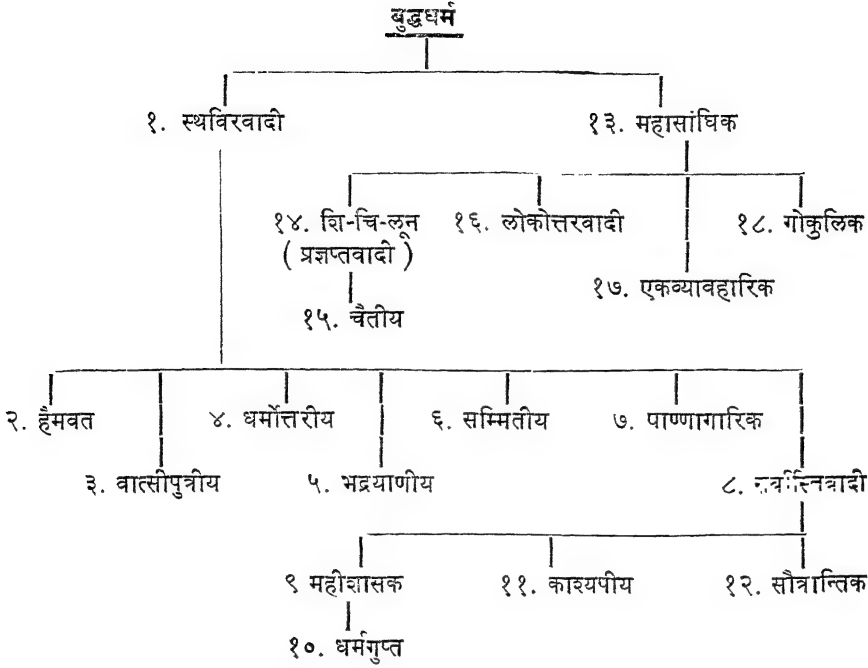 बुद्धधर्म
१. स्थविरवादी १३. महासांघिक
१४. शि-चि-लून १६. लोकोत्तरवादी १८. गोकुलिक
( प्रज्ञप्तवादी )
१७. एकव्यावहारिक
१५. चैतीय
२. हैमवत ४. धर्मोत्तरीय ६. सम्मितीय ७. पाण्णागारिक
३. वात्सीपुत्रीय ५. भद्रयाणीय ८. सर्वास्तिवादी
९ महीशासक ११. काश्यपीय १२. सौत्रान्तिक
१०. धर्मगुप्त